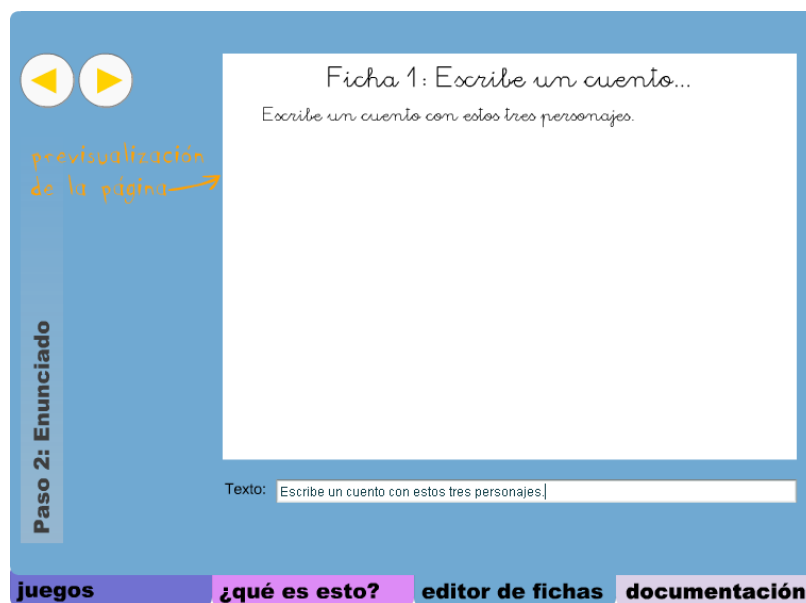 Ficha 1: Escribe un cuento...
Escribe un cuento con estos tres personajes.
previsualización
de la página
Paso 2: Enunciado
Texto: Escribe un cuento con estos tres personajes.
juegos ¿qué es esto? editor de fichas documentación